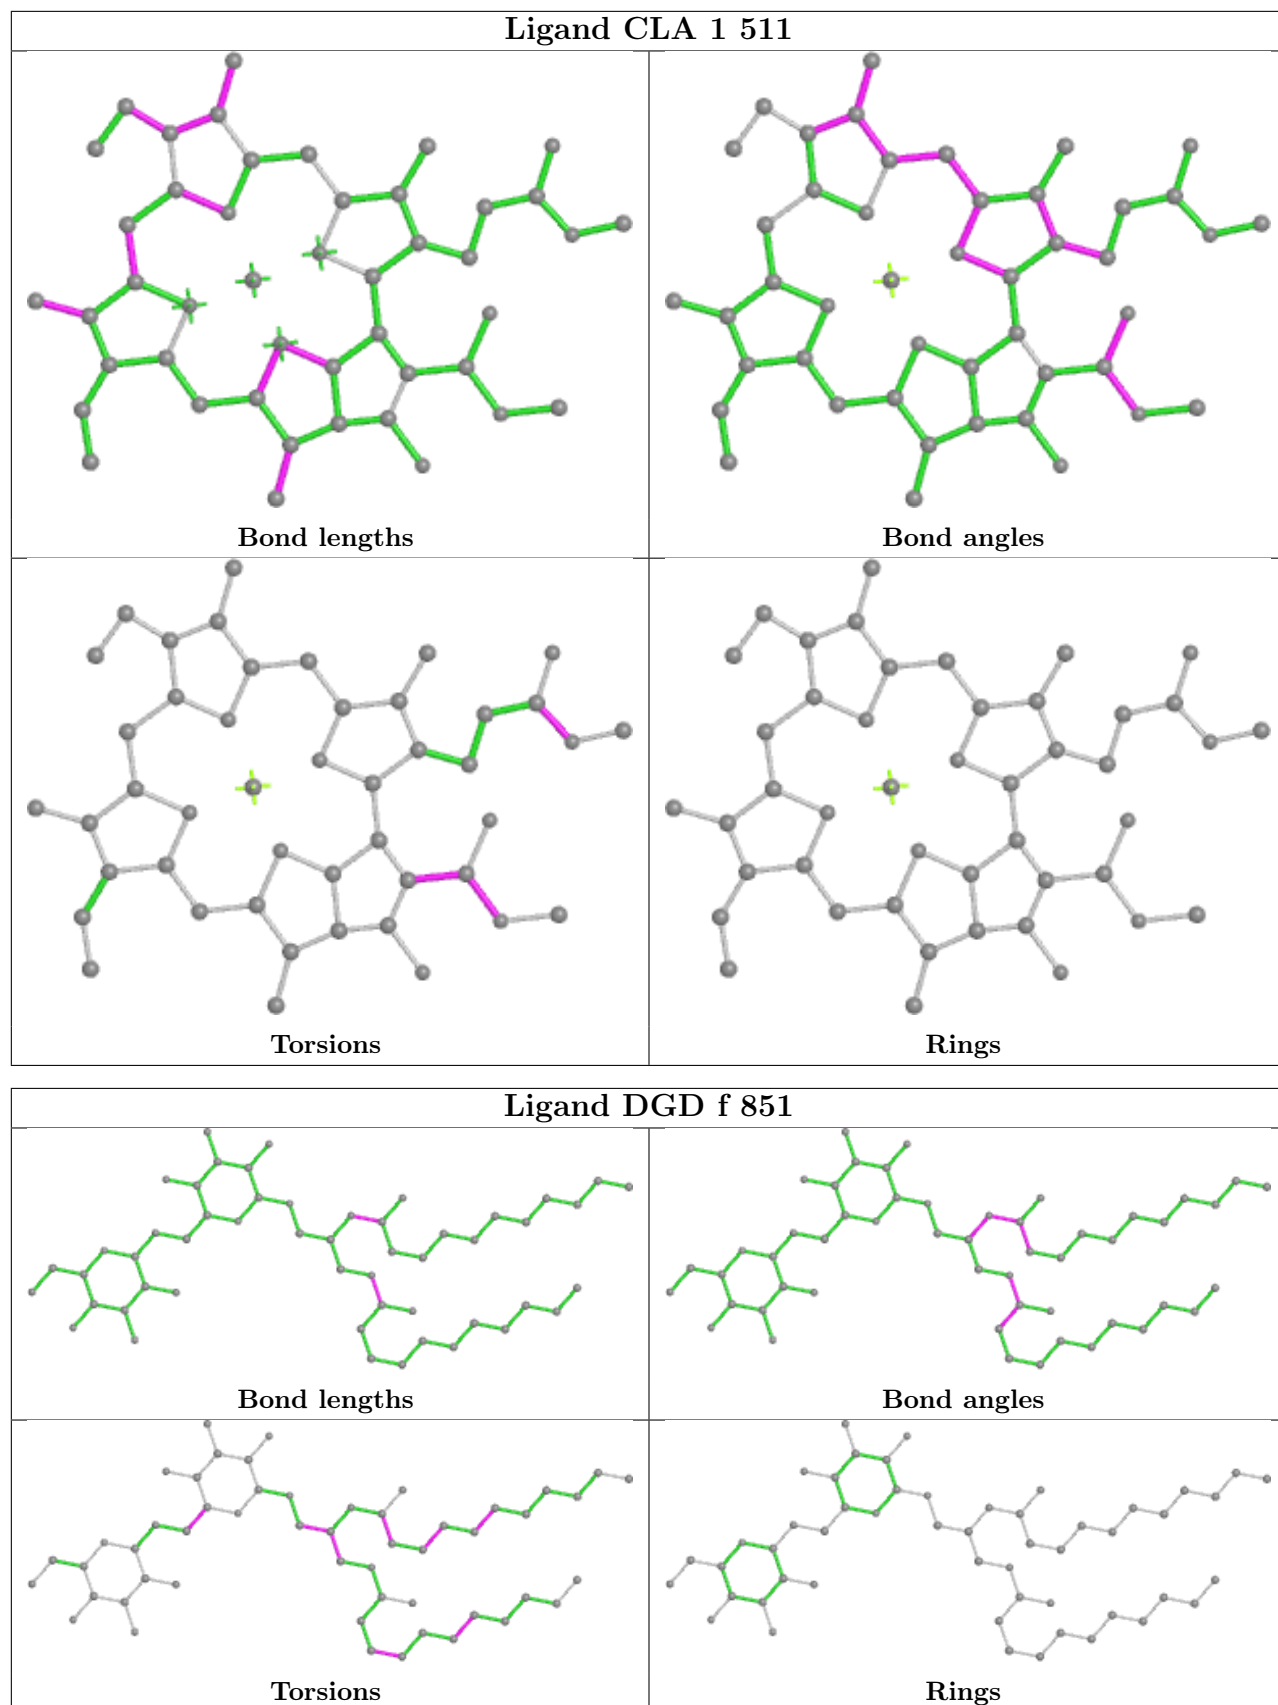 Ligand CLA 1 511
Bond lengths
Bond angles
Torsions
Rings
Ligand DGD f 851
Bond lengths
Bond angles
Torsions
Rings